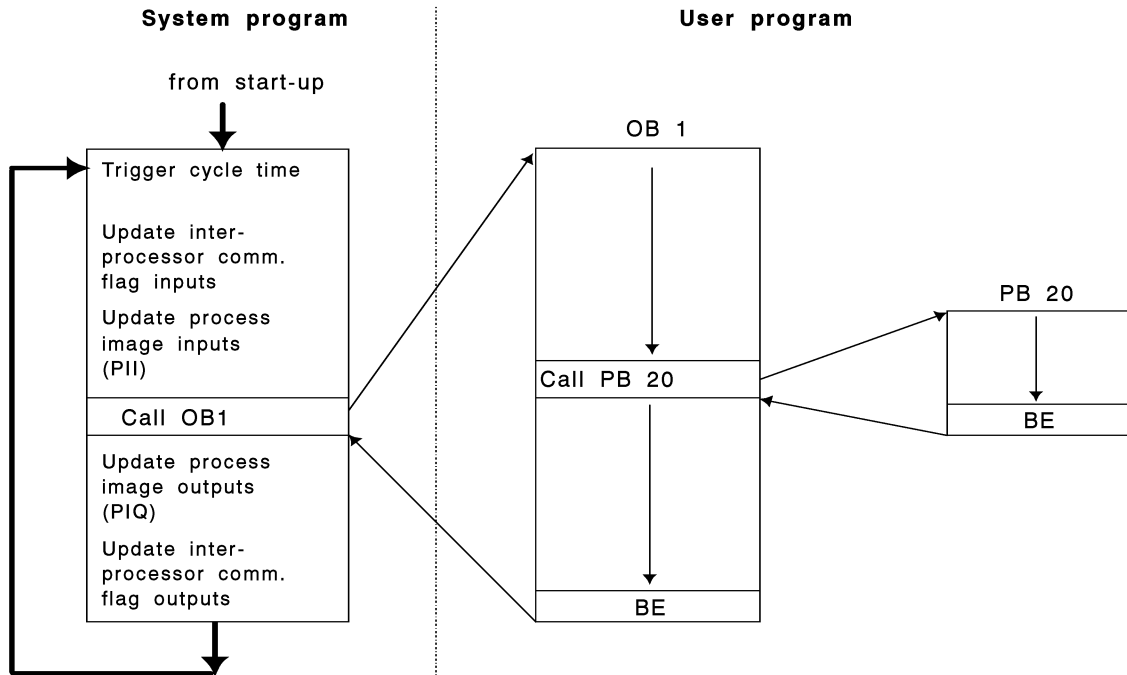 System program
User program
from start-up
Trigger cycle time
Update inter-
processor comm.
flag inputs
Update process
image inputs
(PII)
Call OB1
Update process
image outputs
(PIQ)
Update inter-
processor comm.
flag outputs
OB 1
Call PB 20
BE
PB 20
BE